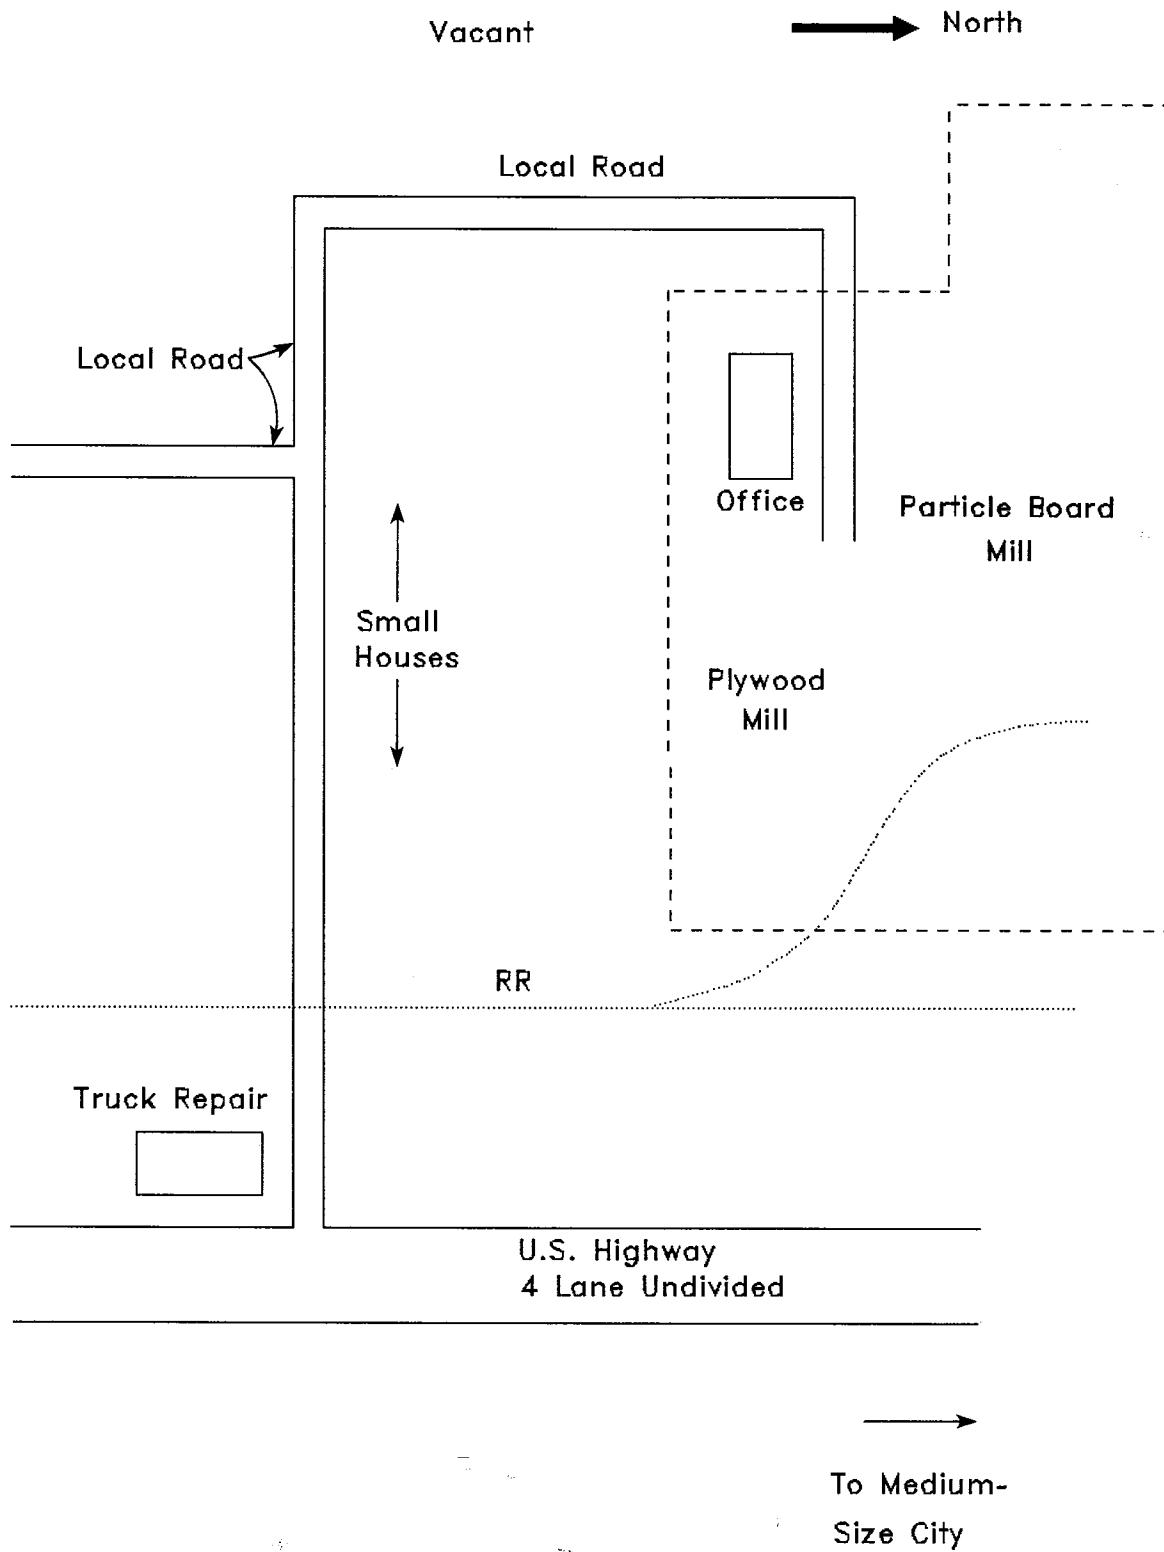 Vacant
North
Local Road
Local Road
Office
Particle Board
Mill
Small
Houses
Plywood
Mill
RR
Truck Repair
U.S. Highway
4 Lane Undivided
To Medium-
Size City